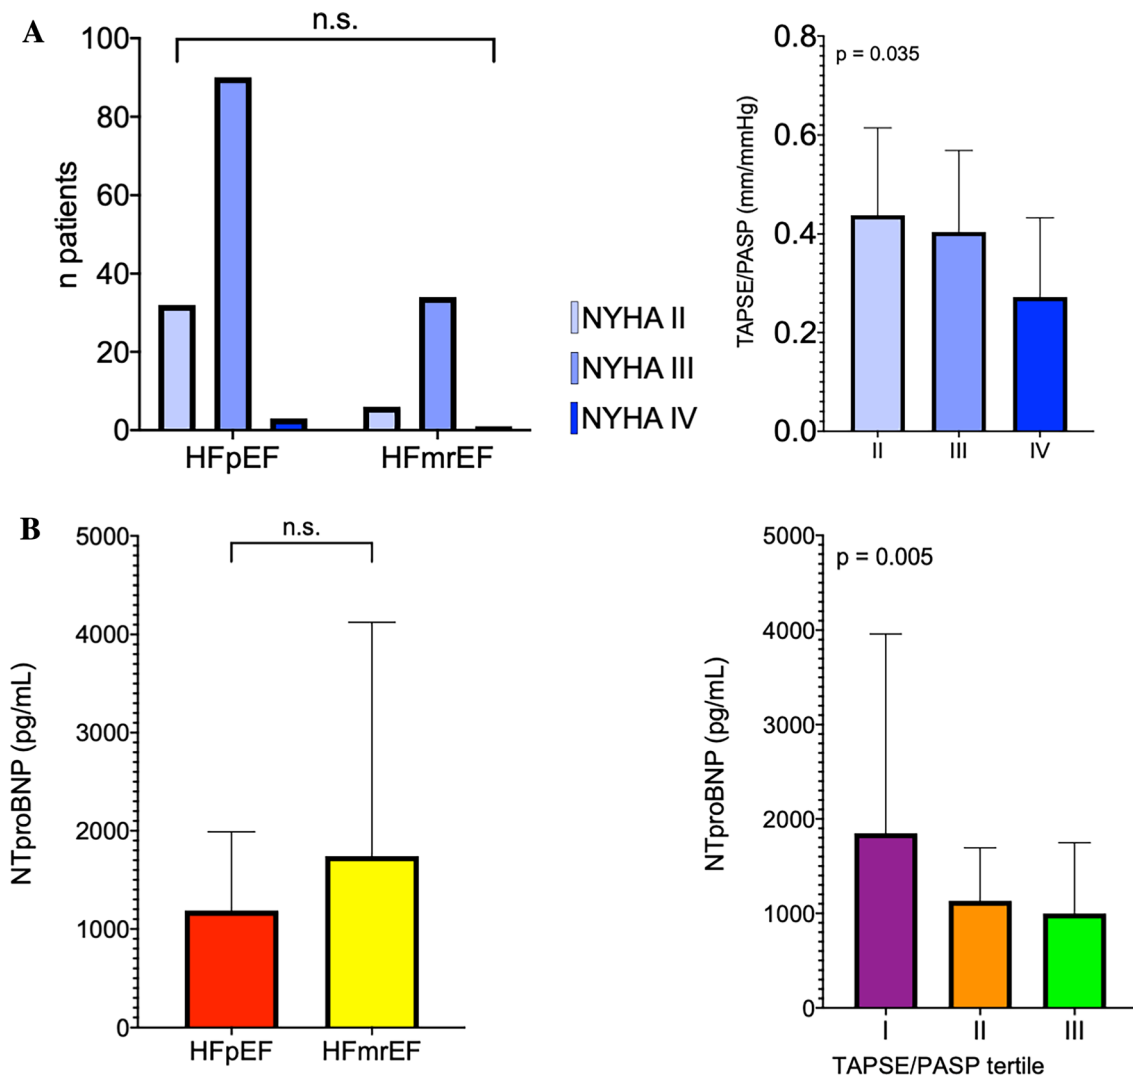 A
n.s.
100
80
60
40
20
0
n patients
HFpEF
HFmrEF
NYHA II
NYHA III
NYHA IV
p = 0.035
0.8
0.6
0.4
0.2
0.0
TAPSE/PASP (mm/mmHg)
II
III
IV
B
n.s.
5000
4000
3000
2000
1000
0
NTproBNP (pg/mL)
HFpEF
HFmrEF
p = 0.005
5000
4000
3000
2000
1000
0
NTproBNP (pg/mL)
I
II
III
TAPSE/PASP tertile